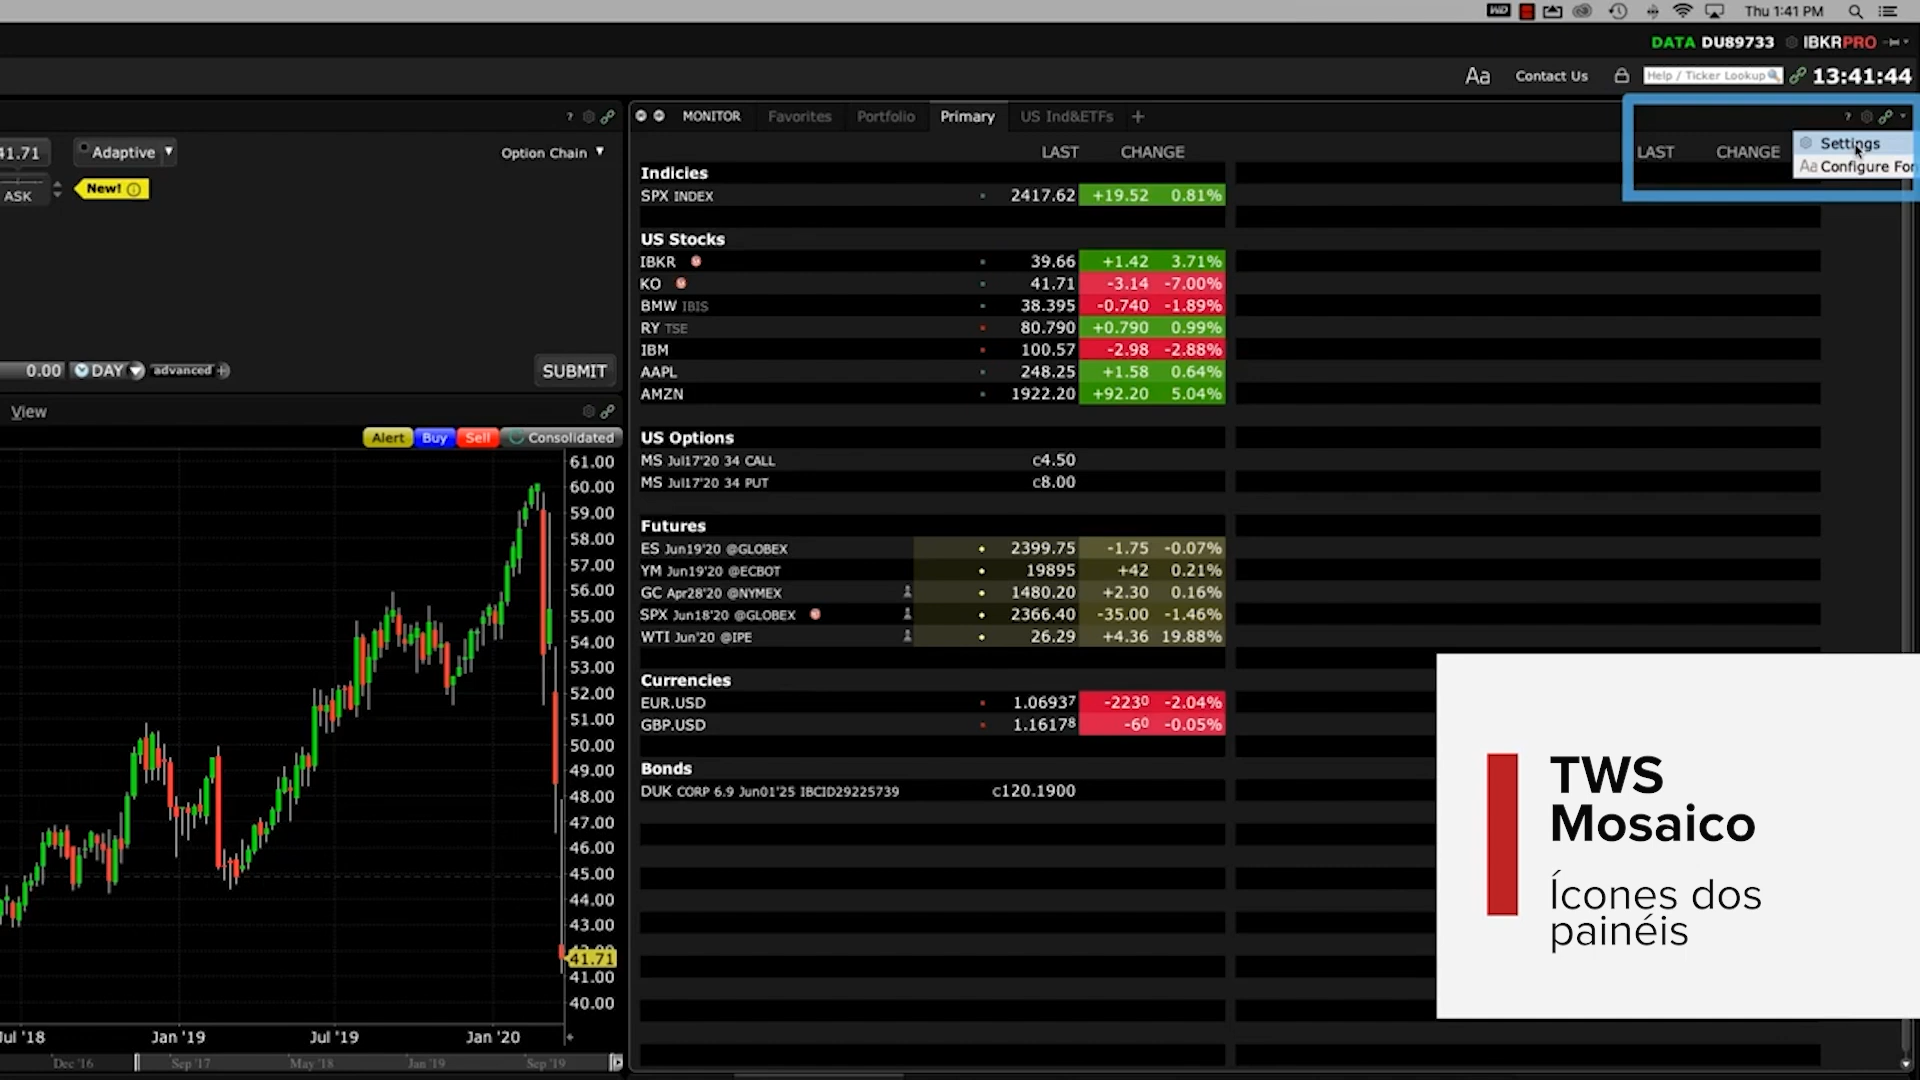 Thu 1:41 PM
DATA DU89733 IBKRPRO
Aa Contact Us Help / Ticker Lookup 13:41:44
?
41.71 Adaptive ▼ Option Chain ▼
ASK New!
0.00 DAY advanced + SUBMIT
View
Alert Buy Sell Consolidated
61.00
60.00
59.00
58.00
57.00
56.00
55.00
54.00
53.00
52.00
51.00
50.00
49.00
48.00
47.00
46.00
45.00
44.00
43.00
41.71
41.00
40.00
Jul '18 Jan '19 Jul '19 Jan '20
Dec '16 Sep '17 May '18 Jan '19 Sep '19
MONITOR Favorites Portfolio Primary US Ind&ETFs +
LAST CHANGE
Indicies
SPX INDEX 2417.62 +19.52 0.81%
US Stocks
IBKR 39.66 +1.42 3.71%
KO 41.71 -3.14 -7.00%
BMW IBIS 38.395 -0.740 -1.89%
RY TSE 80.790 +0.790 0.99%
IBM 100.57 -2.98 -2.88%
AAPL 248.25 +1.58 0.64%
AMZN 1922.20 +92.20 5.04%
US Options
MS Jul17'20 34 CALL c4.50
MS Jul17'20 34 PUT c8.00
Futures
ES Jun19'20 @GLOBEX 2399.75 -1.75 -0.07%
YM Jun19'20 @ECBOT 19895 +42 0.21%
GC Apr28'20 @NYMEX 1480.20 +2.30 0.16%
SPX Jun18'20 @GLOBEX 2366.40 -35.00 -1.46%
WTI Jun'20 @IPE 26.29 +4.36 19.88%
Currencies
EUR.USD 1.06937 -2230 -2.04%
GBP.USD 1.16178 -60 -0.05%
Bonds
DUK CORP 6.9 Jun01'25 IBCID29225739 c120.1900
?
LAST CHANGE
Settings
Aa Configure For
TWS
Mosaico
Ícones dos
painéis